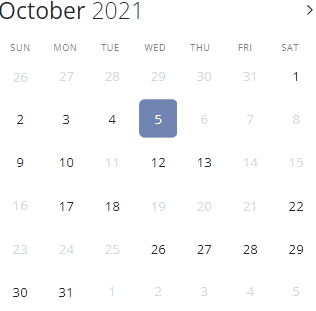 October 2021
SUN MON TUE WED THU FRI SAT
26 27 28 29 30 31 1
2 3 4 5 6 7 8
9 10 11 12 13 14 15
16 17 18 19 20 21 22
23 24 25 26 27 28 29
30 31 1 2 3 4 5